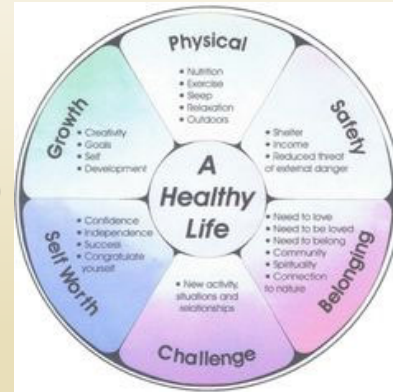 Physical
• Nutrition
• Exercise
• Sleep
• Relaxation
• Outdoors
Safety
• Shelter
• Income
• Reduced threat
of external danger
Belonging
• Need to love
• Need to be loved
• Need to belong
• Community
• Spirituality
• Connection
to nature
Challenge
• New activity,
situations and
relationships
Self Worth
• Confidence
• Independence
• Success
• Congratulate
yourself
Growth
• Creativity
• Goals
• Self
• Development
A
Healthy
Life